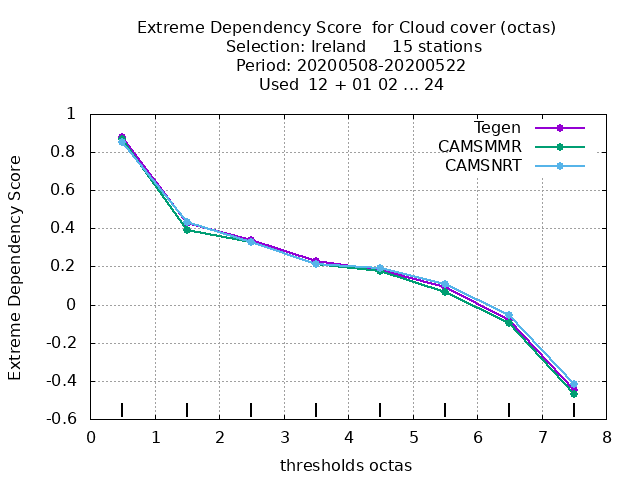 Extreme Dependency Score  for Cloud cover (octas)
Selection: Ireland     15 stations
Period: 20200508-20200522
Used  12 + 01 02 ... 24
Tegen
CAMSMMR
CAMSNRT
Extreme Dependency Score
1
0.8
0.6
0.4
0.2
0
-0.2
-0.4
-0.6
0 1 2 3 4 5 6 7 8
thresholds octas